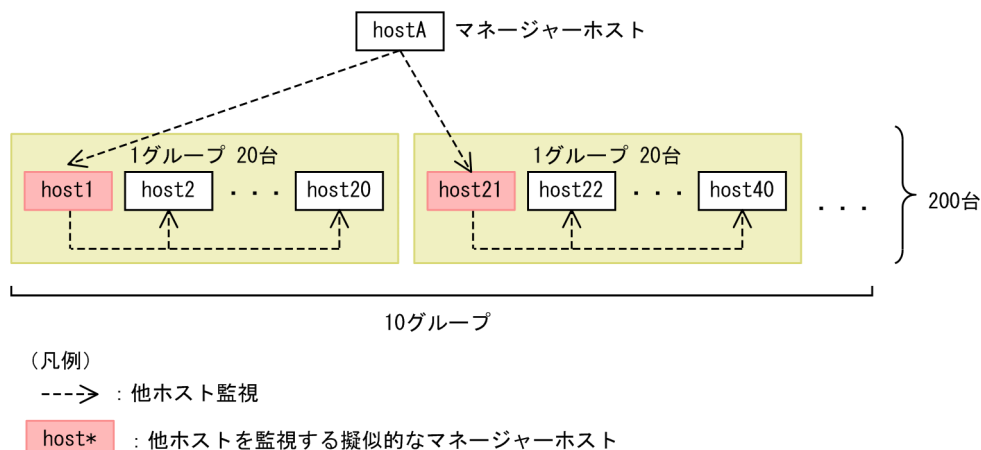 hostA マネージャーホスト
1グループ 20台 1グループ 20台
host1 host2 ・・・ host20 host21 host22 ・・・ host40 ・・・ 200台
10グループ
（凡例）
：他ホスト監視
host* ：他ホストを監視する擬似的なマネージャーホスト